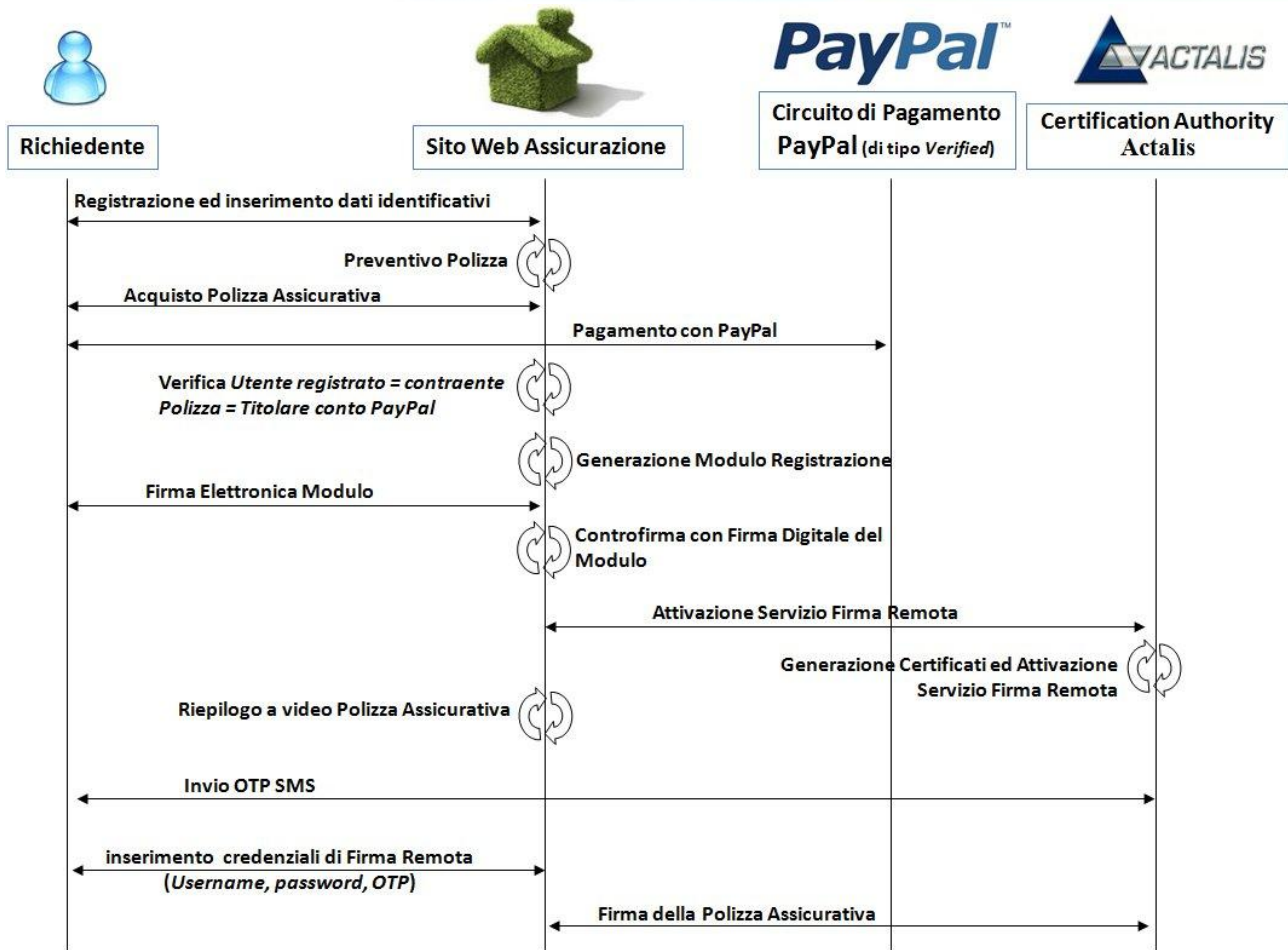 PayPal™
ACTALIS
Richiedente
Sito Web Assicurazione
Circuito di Pagamento
PayPal (di tipo Verified)
Certification Authority
Actalis
Registrazione ed inserimento dati identificativi
Preventivo Polizza
Acquisto Polizza Assicurativa
Pagamento con PayPal
Verifica Utente registrato = contraente
Polizza = Titolare conto PayPal
Generazione Modulo Registrazione
Firma Elettronica Modulo
Controfirma con Firma Digitale del
Modulo
Attivazione Servizio Firma Remota
Generazione Certificati ed Attivazione
Servizio Firma Remota
Riepilogo a video Polizza Assicurativa
Invio OTP SMS
inserimento credenziali di Firma Remota
(Username, password, OTP)
Firma della Polizza Assicurativa